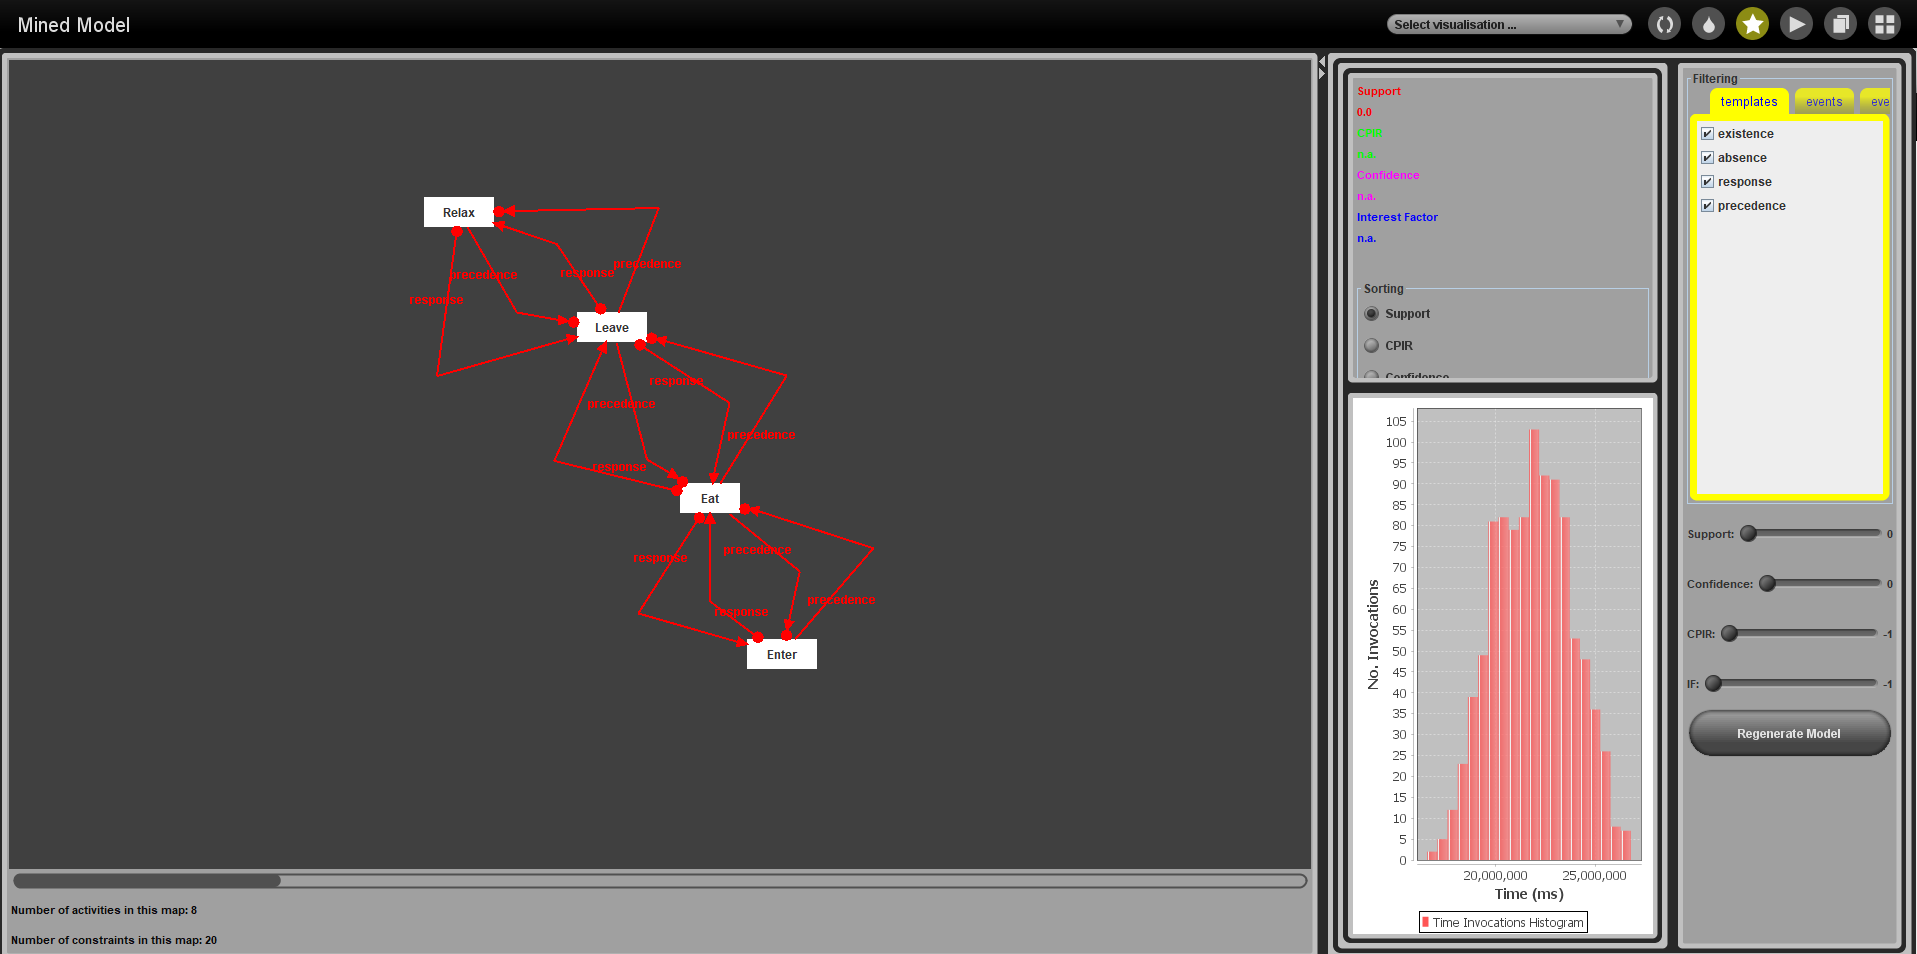 Mined Model
Select visualisation ...
Relax
precedence
response
precedence
response
Leave
response
precedence
precedence
response
Eat
response
precedence
precedence
response
Enter
Number of activities in this map: 8
Number of constraints in this map: 20
Support
0.0
CPIR
n.a.
Confidence
n.a.
Interest Factor
n.a.
Sorting
Support
CPIR
Confidence
105
100
95
90
85
80
75
70
65
60
55
50
45
40
35
30
25
20
15
10
5
0
No. Invocations
20,000,000 25,000,000
Time (ms)
Time Invocations Histogram
Filtering
templates events eve
existence
absence
response
precedence
Support: 0
Confidence: 0
CPIR: -1
IF: -1
Regenerate Model